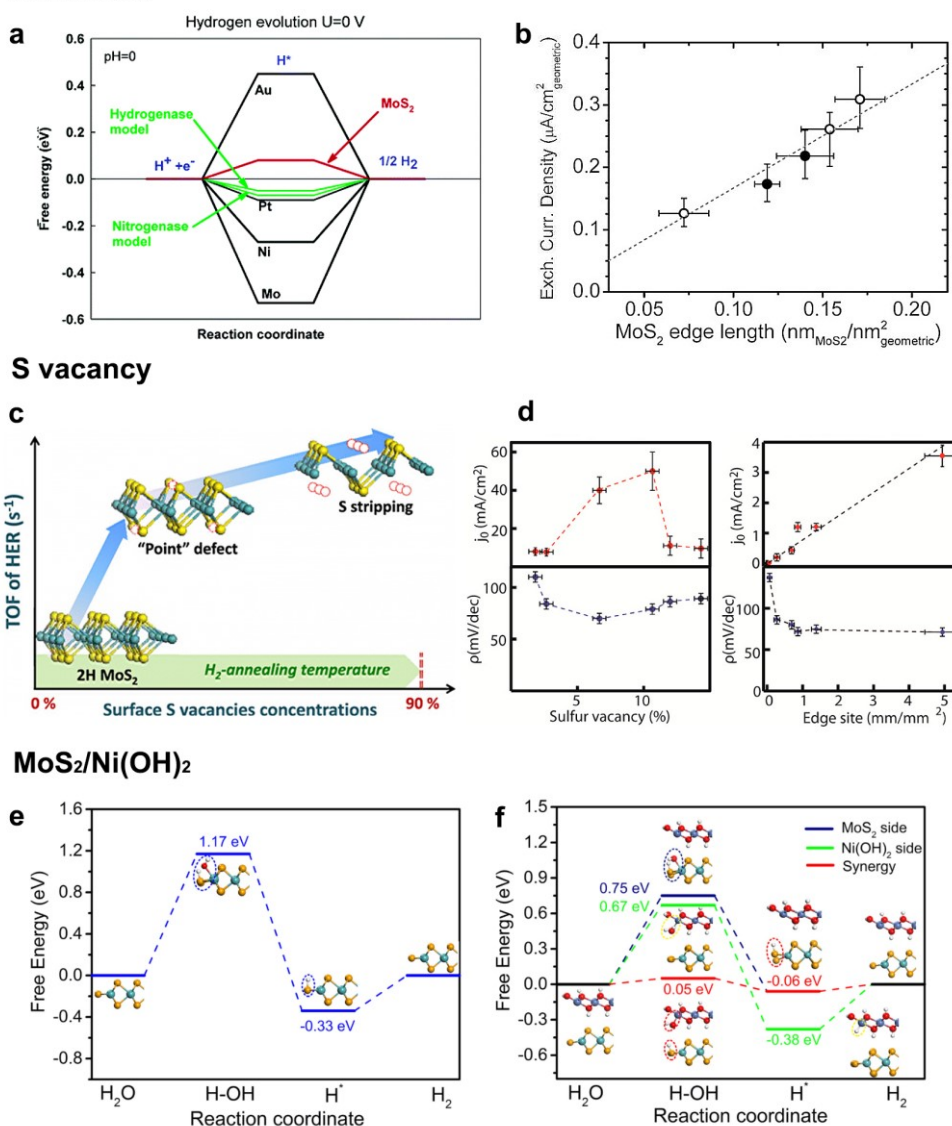 a
Hydrogen evolution U=0 V
0.6
0.4
0.2
0.0
-0.2
-0.4
-0.6
Free energy (eV)
pH=0
H*
Au
MoS2
Hydrogenase
model
H+ +e-
1/2 H2
Pt
Nitrogenase
model
Ni
Mo
Reaction coordinate
b
0.4
0.3
0.2
0.1
0.0
Exch. Curr. Density (μA/cm2geometric)
0.05 0.10 0.15 0.20
MoS2 edge length (nmMoS2/nm2geometric)
S vacancy
c
TOF of HER (s-1)
S stripping
"Point" defect
2H MoS2
H2-annealing temperature
0 %
90 %
Surface S vacancies concentrations
d
60
40
20
j0 (mA/cm2)
100
50
ρ(mV/dec)
5 10
Sulfur vacancy (%)
4
3
2
1
0
j0 (mA/cm2)
100
50
0
ρ(mV/dec)
0 1 2 3 4 5
Edge site (mm/mm2)
MoS2/Ni(OH)2
e
1.6
1.2
0.8
0.4
0.0
-0.4
-0.8
Free Energy (eV)
1.17 eV
-0.33 eV
H2O H-OH H* H2
Reaction coordinate
f
1.5
1.2
0.9
0.6
0.3
0.0
-0.3
-0.6
Free Energy (eV)
MoS2 side
Ni(OH)2 side
Synergy
0.75 eV
0.67 eV
0.05 eV
-0.06 eV
-0.38 eV
H2O H-OH H* H2
Reaction coordinate